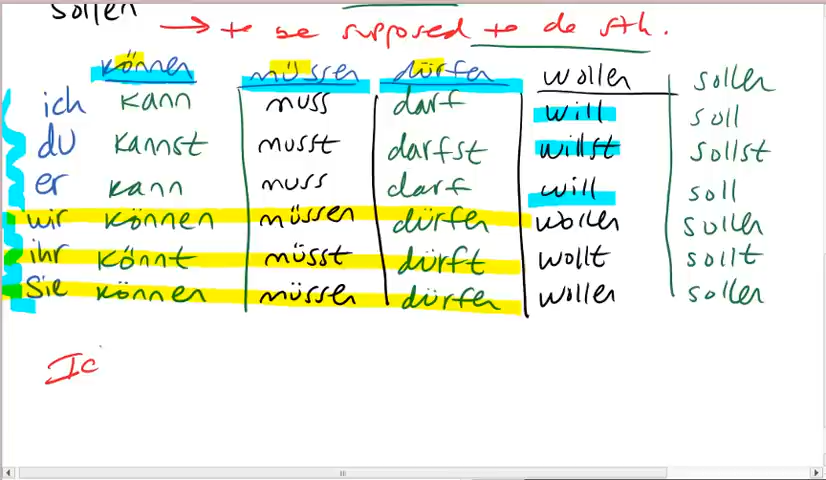 sollen
→ to be supposed to do sth.
können müssen dürfen wollen sollen
ich kann muss darf will soll
du kannst musst darfst willst sollst
er kann muss darf will soll
wir können müssen dürfen wollen sollen
ihr könnt müsst dürft wollt sollt
Sie können müssen dürfen wollen sollen
Ic